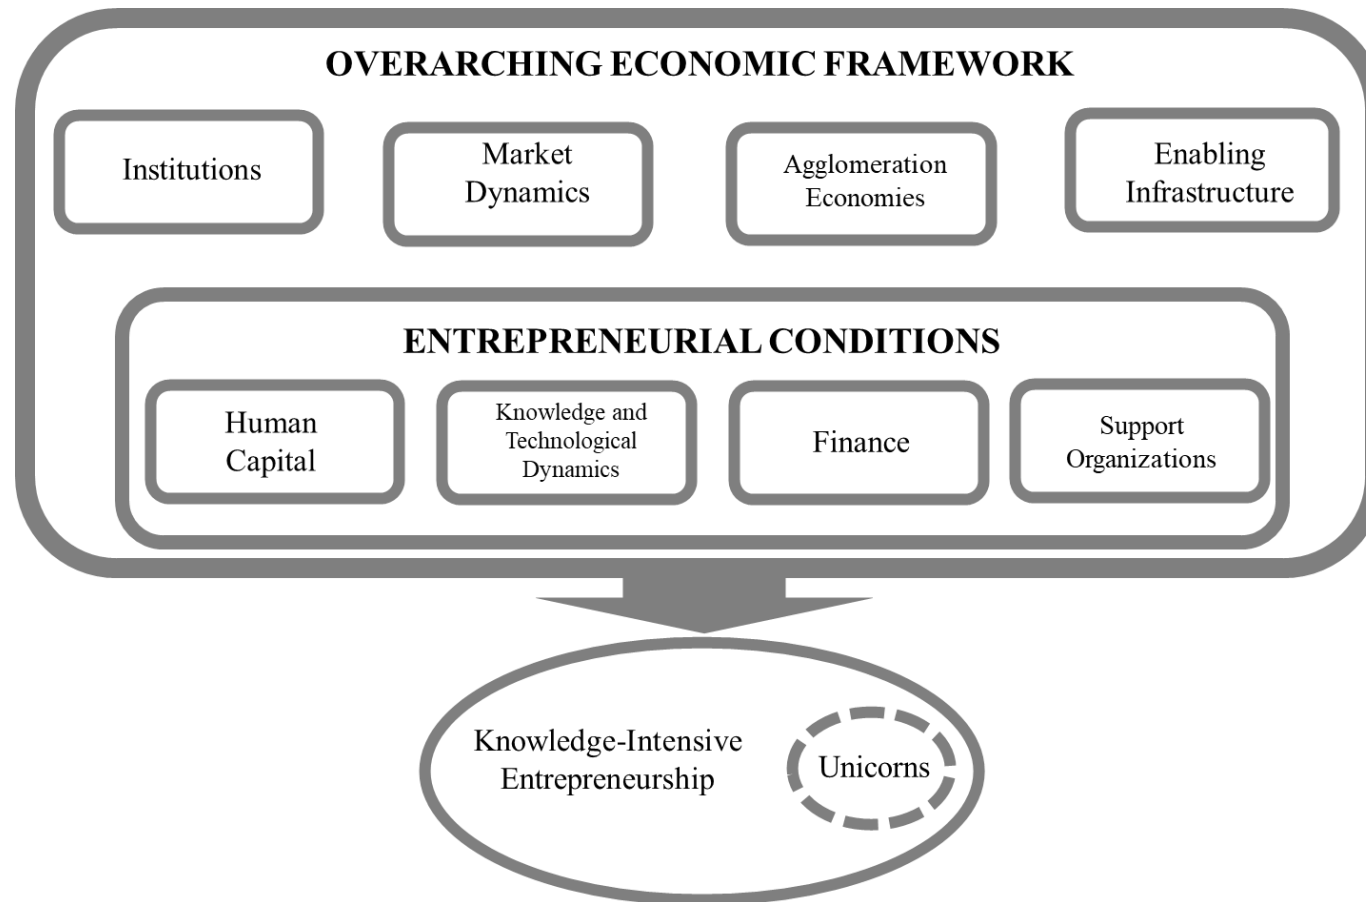 OVERARCHING ECONOMIC FRAMEWORK
Institutions
Market
Dynamics
Agglomeration
Economies
Enabling
Infrastructure
ENTREPRENEURIAL CONDITIONS
Human
Capital
Knowledge and
Technological
Dynamics
Finance
Support
Organizations
Knowledge-Intensive
Entrepreneurship
Unicorns